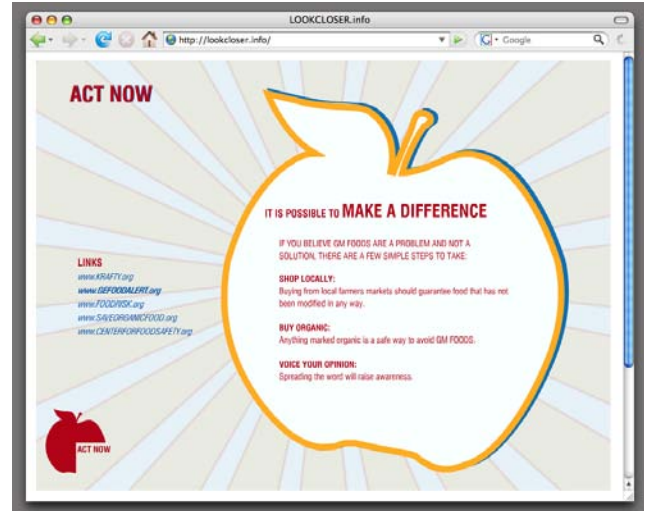 LOOKCLOSER.info
http://lookcloser.info/
Google
ACT NOW
IT IS POSSIBLE TO MAKE A DIFFERENCE
IF YOU BELIEVE GM FOODS ARE A PROBLEM AND NOT A
SOLUTION, THERE ARE A FEW SIMPLE STEPS TO TAKE:
SHOP LOCALLY:
Buying from local farmers markets should guarantee food that has not
been modified in any way.
BUY ORGANIC:
Anything marked organic is a safe way to avoid GM FOODS.
VOICE YOUR OPINION:
Spreading the word will raise awareness.
LINKS
www.KRAFTY.org
www.GEFOODALERT.org
www.FOODRISK.org
www.SAVEORGANICFOOD.org
www.CENTERFORFOODSAFETY.org
ACT NOW